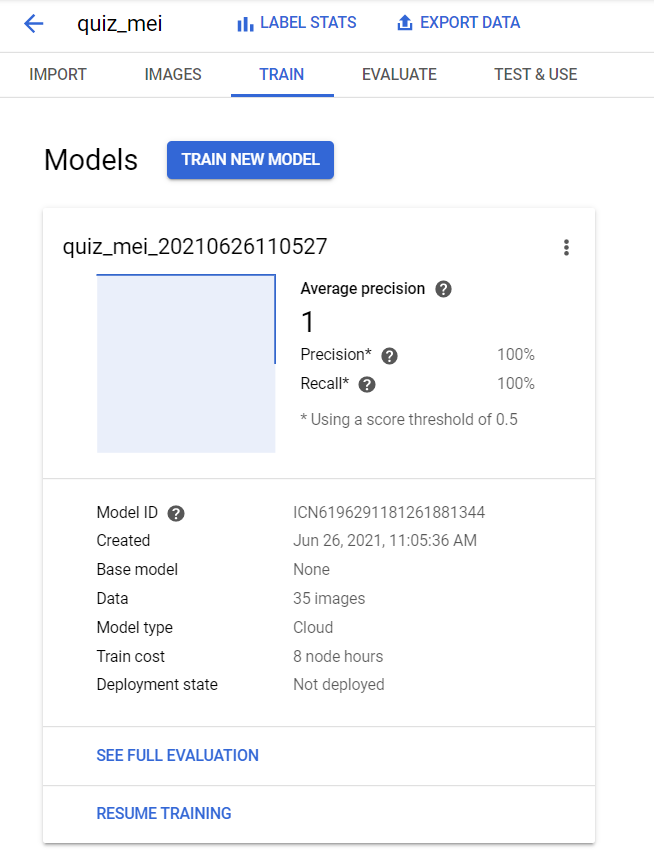 quiz_mei LABEL STATS EXPORT DATA
IMPORT IMAGES TRAIN EVALUATE TEST & USE
Models TRAIN NEW MODEL
quiz_mei_20210626110527
Average precision
1
Precision* 100%
Recall* 100%
* Using a score threshold of 0.5
Model ID ICN6196291181261881344
Created Jun 26, 2021, 11:05:36 AM
Base model None
Data 35 images
Model type Cloud
Train cost 8 node hours
Deployment state Not deployed
SEE FULL EVALUATION
RESUME TRAINING